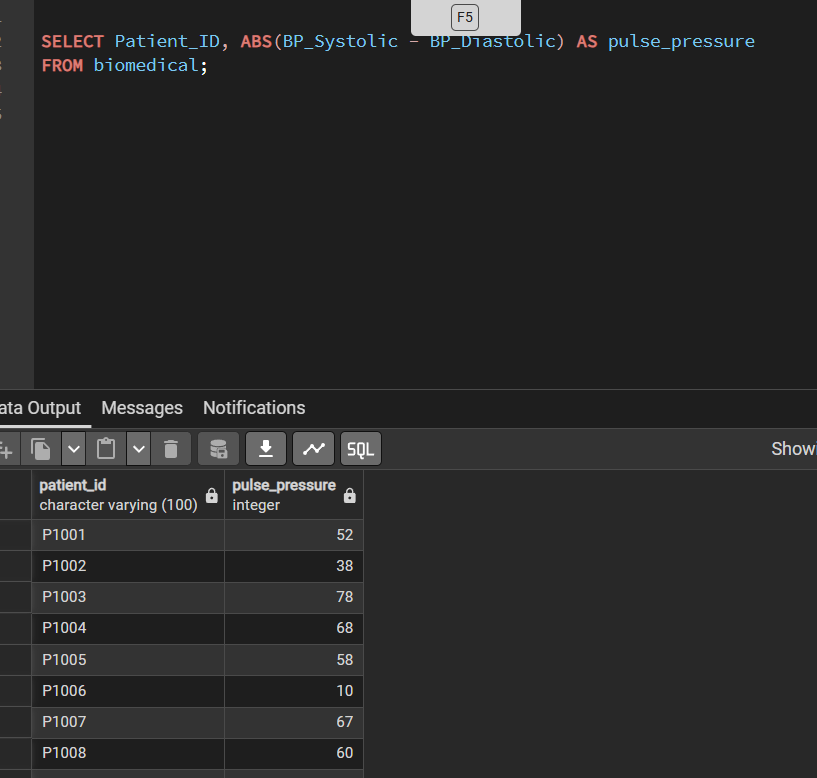 F5
SELECT Patient_ID, ABS(BP_Systolic - BP_Diastolic) AS pulse_pressure
FROM biomedical;
ata Output Messages Notifications
SQL
Showi
patient_id pulse_pressure
character varying (100) integer
P1001 52
P1002 38
P1003 78
P1004 68
P1005 58
P1006 10
P1007 67
P1008 60